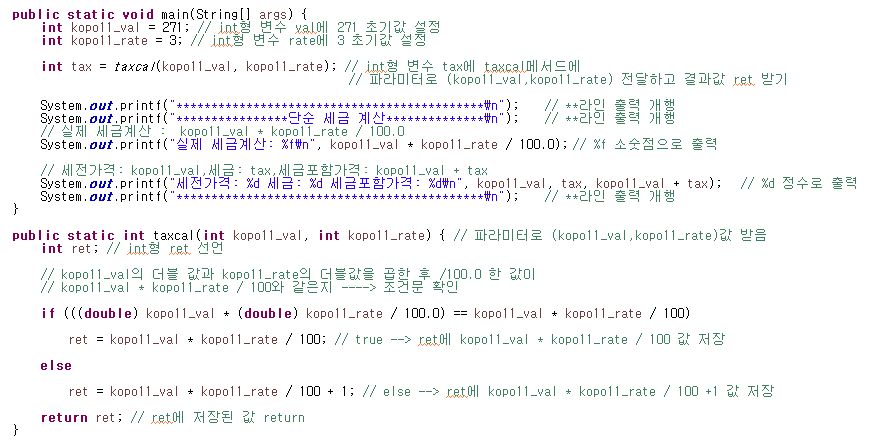 public static void main(String[] args) {
int kopo11_val = 271; // int형 변수 val에 271 초기값 설정
int kopo11_rate = 3; // int형 변수 rate에 3 초기값 설정
int tax = taxcal(kopo11_val, kopo11_rate); // int형 변수 tax에 taxcal메서드에
// 파라미터로 (kopo11_val,kopo11_rate) 전달하고 결과값 ret 받기
System.out.printf("********************************************₩n"); // **라인 출력 개행
System.out.printf("****************단순 세금 계산****************₩n"); // **라인 출력 개행
// 실제 세금계산 : kopo11_val * kopo11_rate / 100.0
System.out.printf("실제 세금계산: %f₩n", kopo11_val * kopo11_rate / 100.0); // %f 소숫점으로 출력
// 세전가격: kopo11_val,세금: tax,세금포함가격: kopo11_val + tax
System.out.printf("세전가격: %d 세금: %d 세금포함가격: %d₩n", kopo11_val, tax, kopo11_val + tax); // %d 정수로 출력
System.out.printf("********************************************₩n"); // **라인 출력 개행
}
public static int taxcal(int kopo11_val, int kopo11_rate) { // 파라미터로 (kopo11_val,kopo11_rate)값 받음
int ret; // int형 ret 선언
// kopo11_val의 더블 값과 kopo11_rate의 더블값을 곱한 후 /100.0 한 값이
// kopo11_val * kopo11_rate / 100와 같은지 ----> 조건문 확인
if (((double) kopo11_val * (double) kopo11_rate / 100.0) == kopo11_val * kopo11_rate / 100)
ret = kopo11_val * kopo11_rate / 100; // true --> ret에 kopo11_val * kopo11_rate / 100 값 저장
else
ret = kopo11_val * kopo11_rate / 100 + 1; // else --> ret에 kopo11_val * kopo11_rate / 100 +1 값 저장
return ret; // ret에 저장된 값 return
}